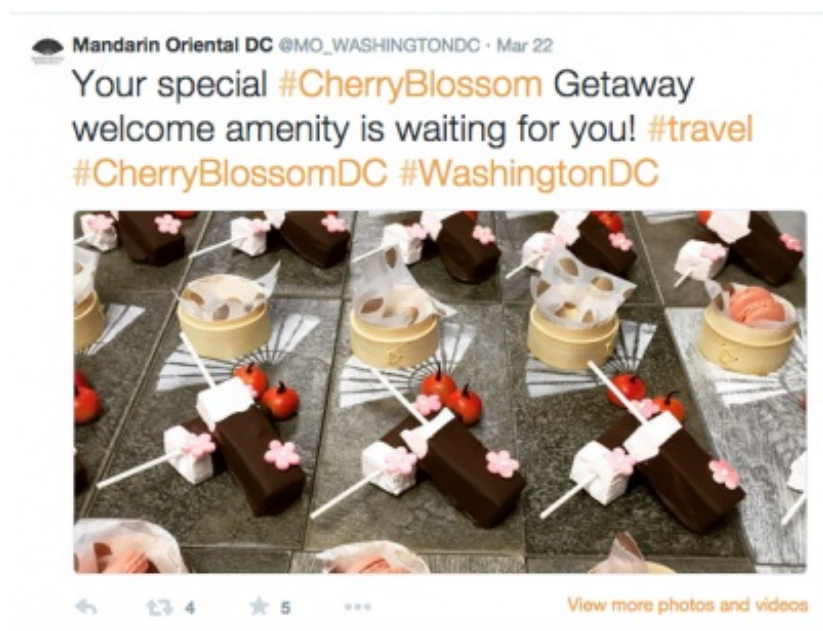 Mandarin Oriental DC @MO_WASHINGTONDC · Mar 22
Your special #CherryBlossom Getaway
welcome amenity is waiting for you! #travel
#CherryBlossomDC #WashingtonDC
4 5 View more photos and videos